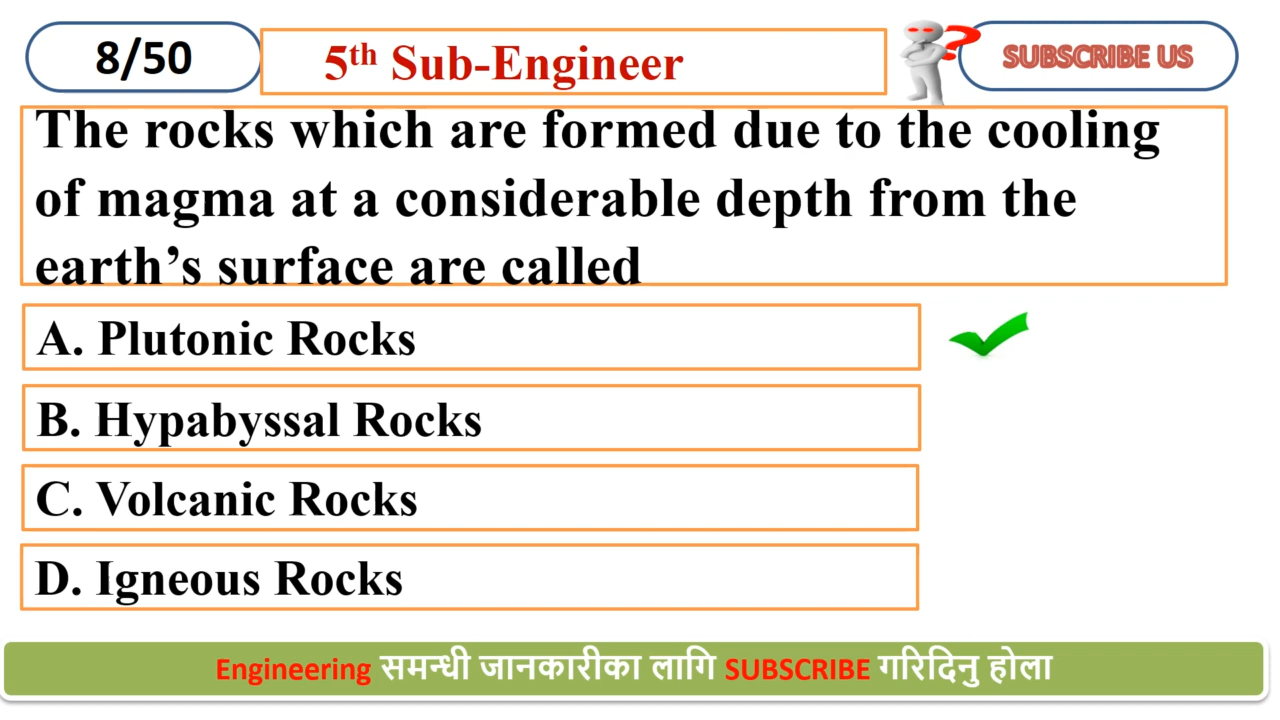 8/50
5th Sub-Engineer
SUBSCRIBE US
The rocks which are formed due to the cooling
of magma at a considerable depth from the
earth’s surface are called
A. Plutonic Rocks
B. Hypabyssal Rocks
C. Volcanic Rocks
D. Igneous Rocks
Engineering समन्धी जानकारीका लागि SUBSCRIBE गरिदिनु होला